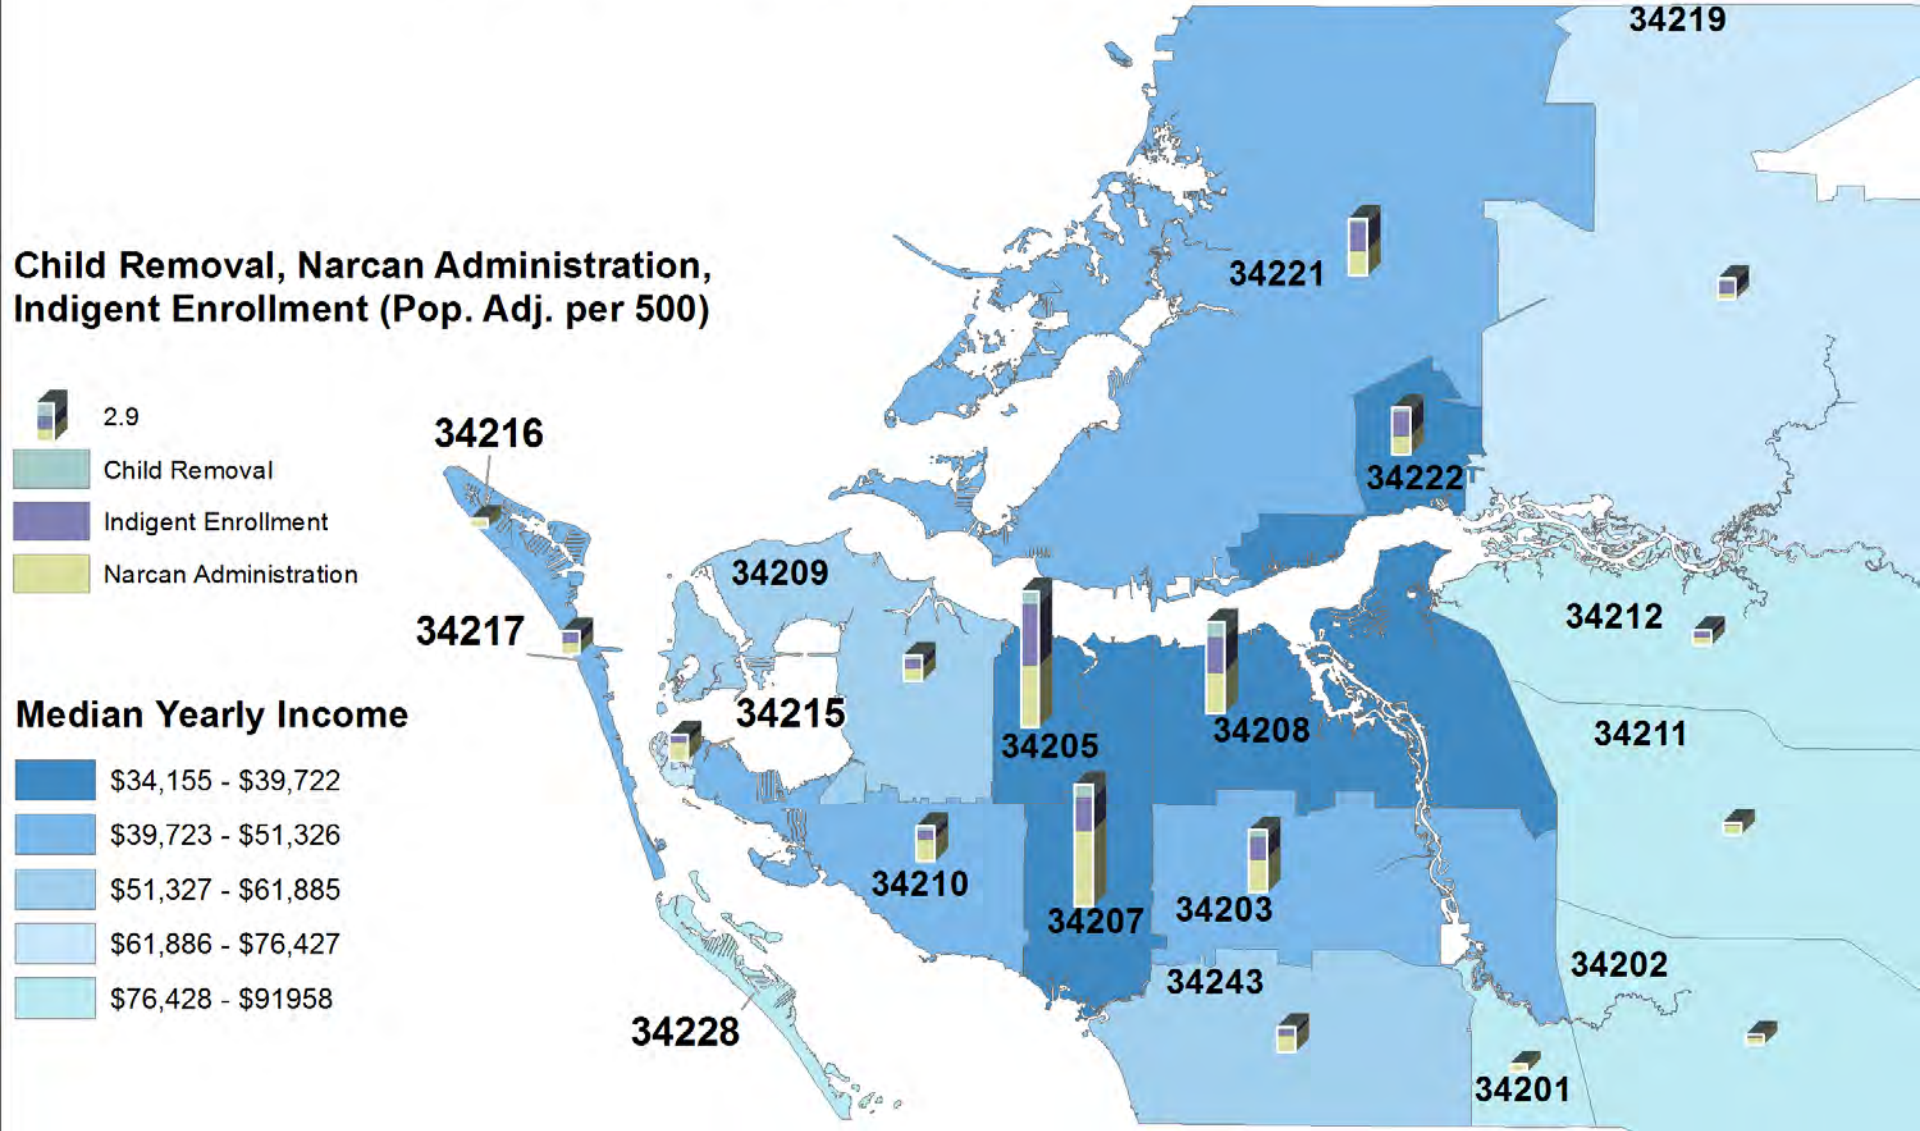 Child Removal, Narcan Administration,
Indigent Enrollment (Pop. Adj. per 500)
2.9
Child Removal
Indigent Enrollment
Narcan Administration
Median Yearly Income
$34,155 - $39,722
$39,723 - $51,326
$51,327 - $61,885
$61,886 - $76,427
$76,428 - $91958
34219
34221
34222
34216
34209
34217
34212
34215
34205
34208
34211
34210
34207
34203
34202
34243
34228
34201